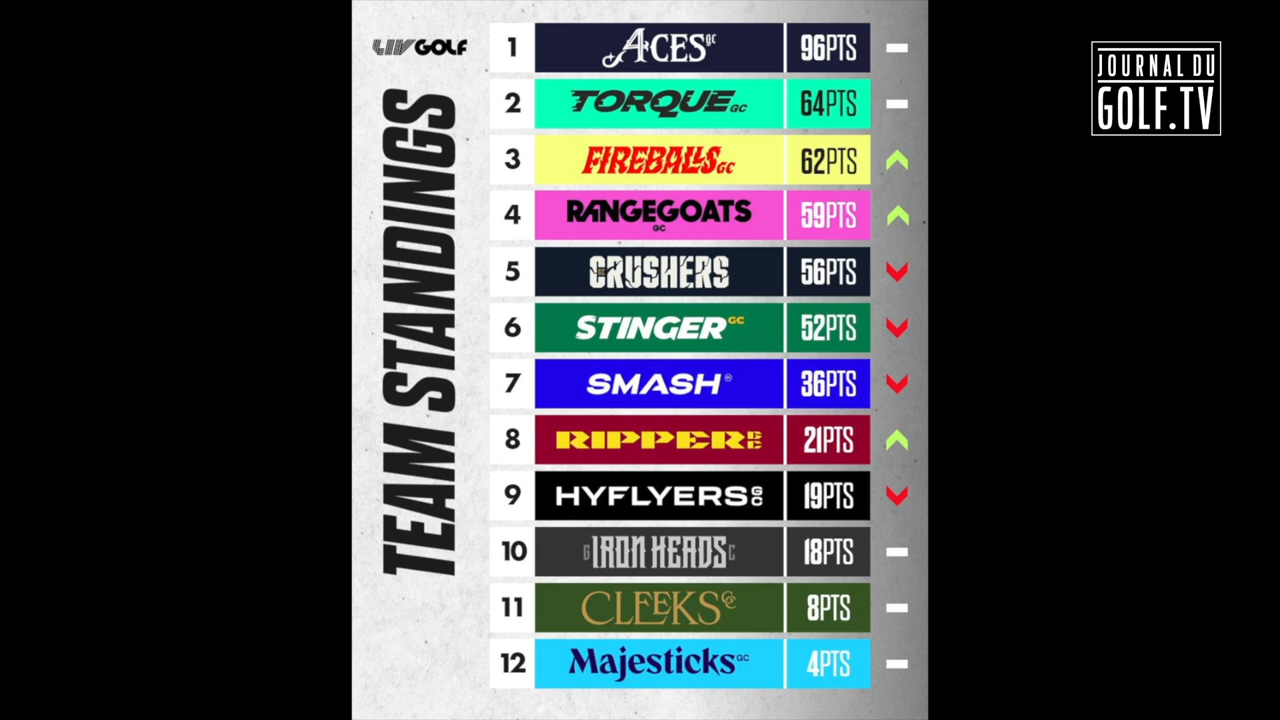 LIV GOLF
TEAM STANDINGS
1 ACES GC 96PTS
2 TORQUE GC 64PTS
3 FIREBALLS GC 62PTS
4 RANGEGOATS GC 59PTS
5 CRUSHERS 56PTS
6 STINGER GC 52PTS
7 SMASH GC 36PTS
8 RIPPER GC 21PTS
9 HYFLYERS GC 19PTS
10 IRON HEADS GC 18PTS
11 CLEEKS GC 8PTS
12 Majesticks GC 4PTS
JOURNAL DU
GOLF.TV